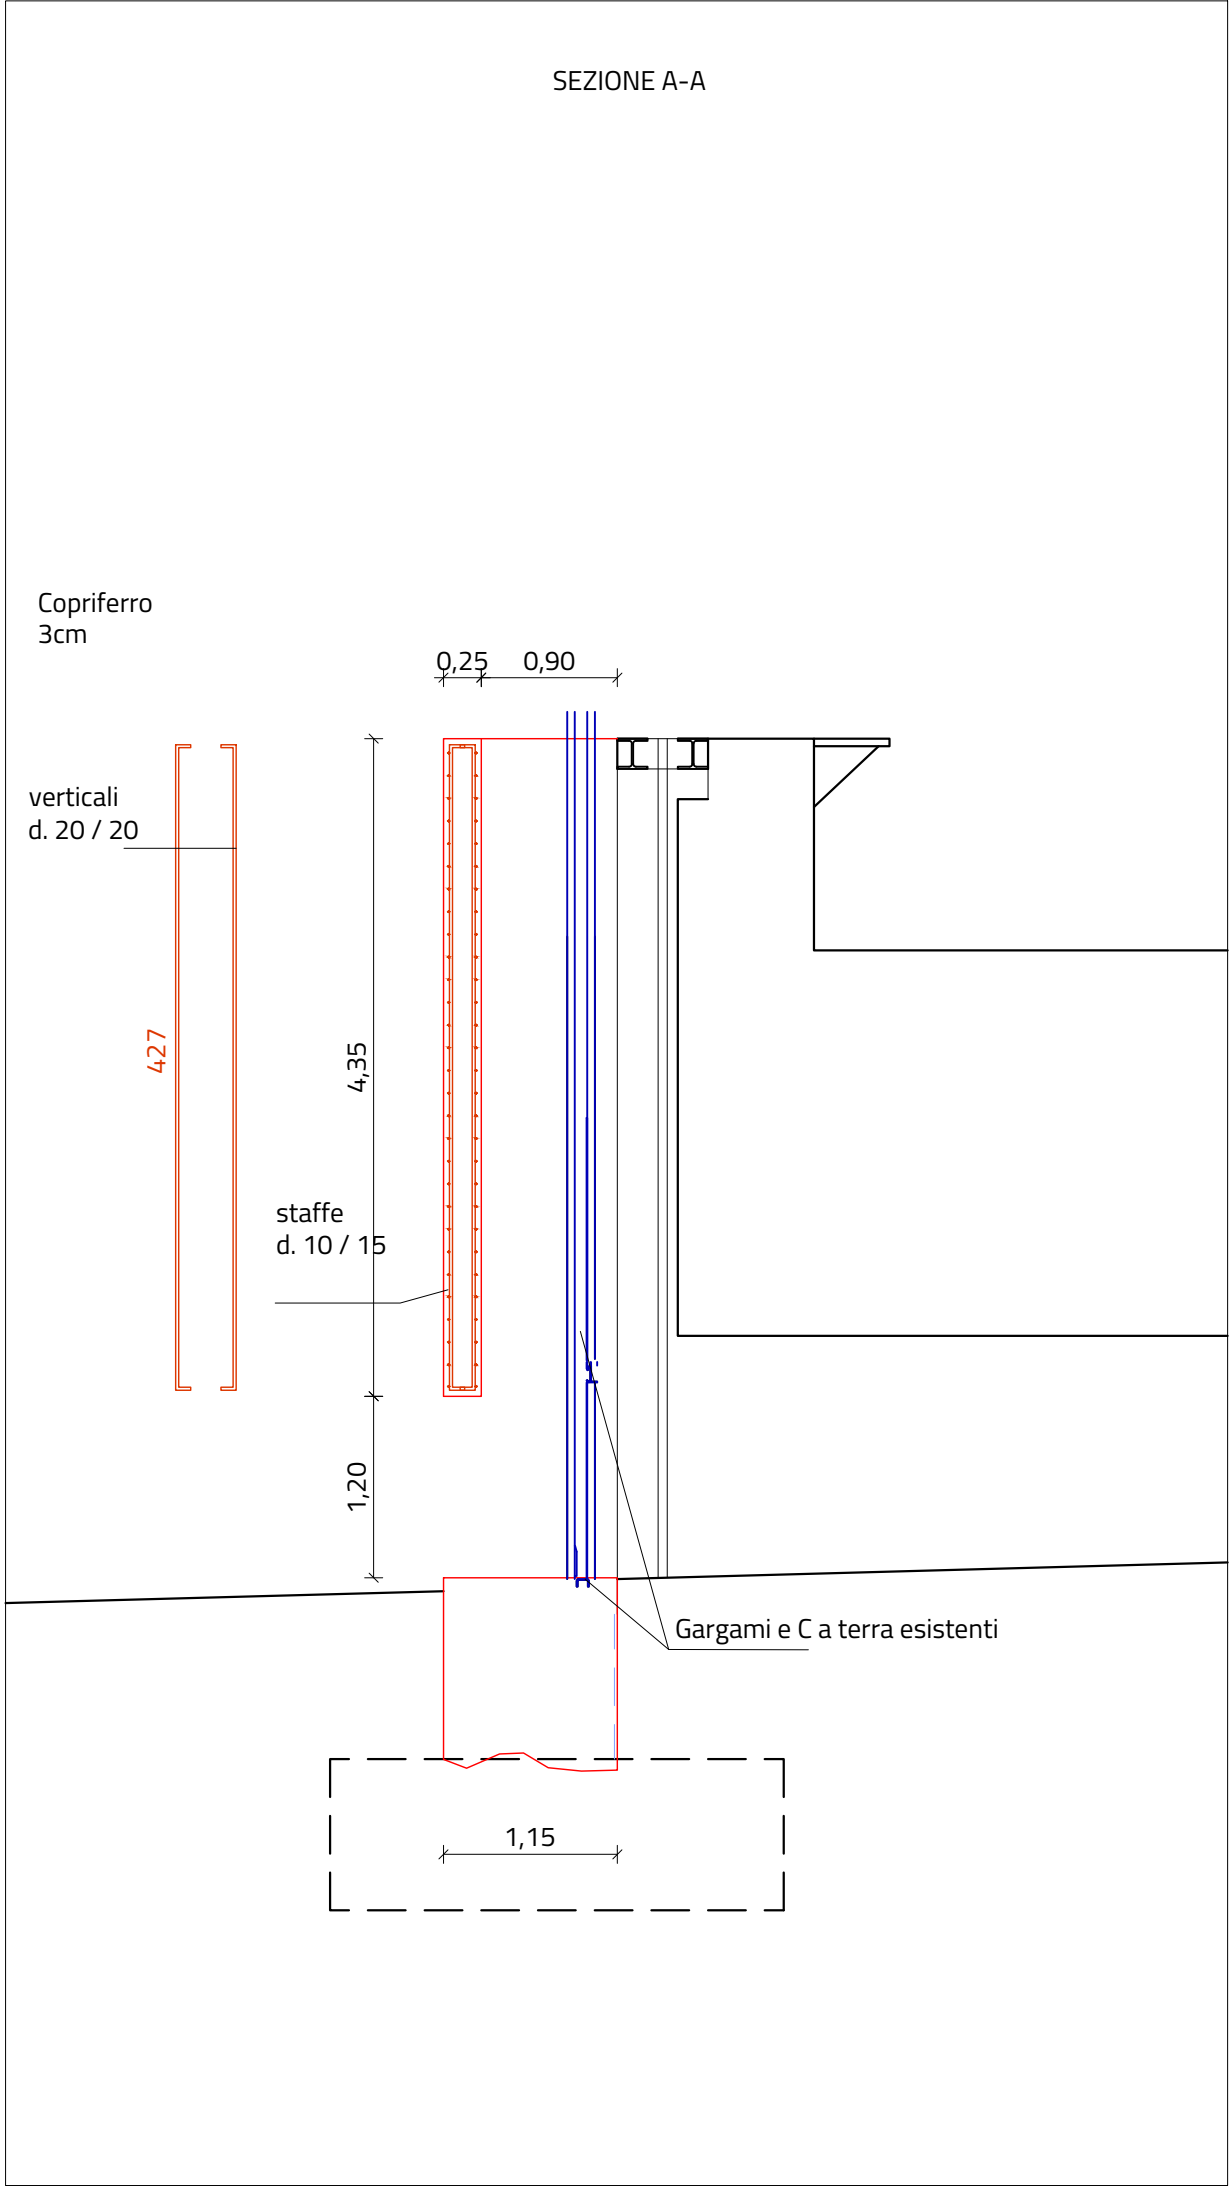 SEZIONE A-A
Copriferro
3cm
0,25
0,90
verticali
d. 20 / 20
427
4,35
staffe
d. 10 / 15
1,20
Gargami e C a terra esistenti
1,15